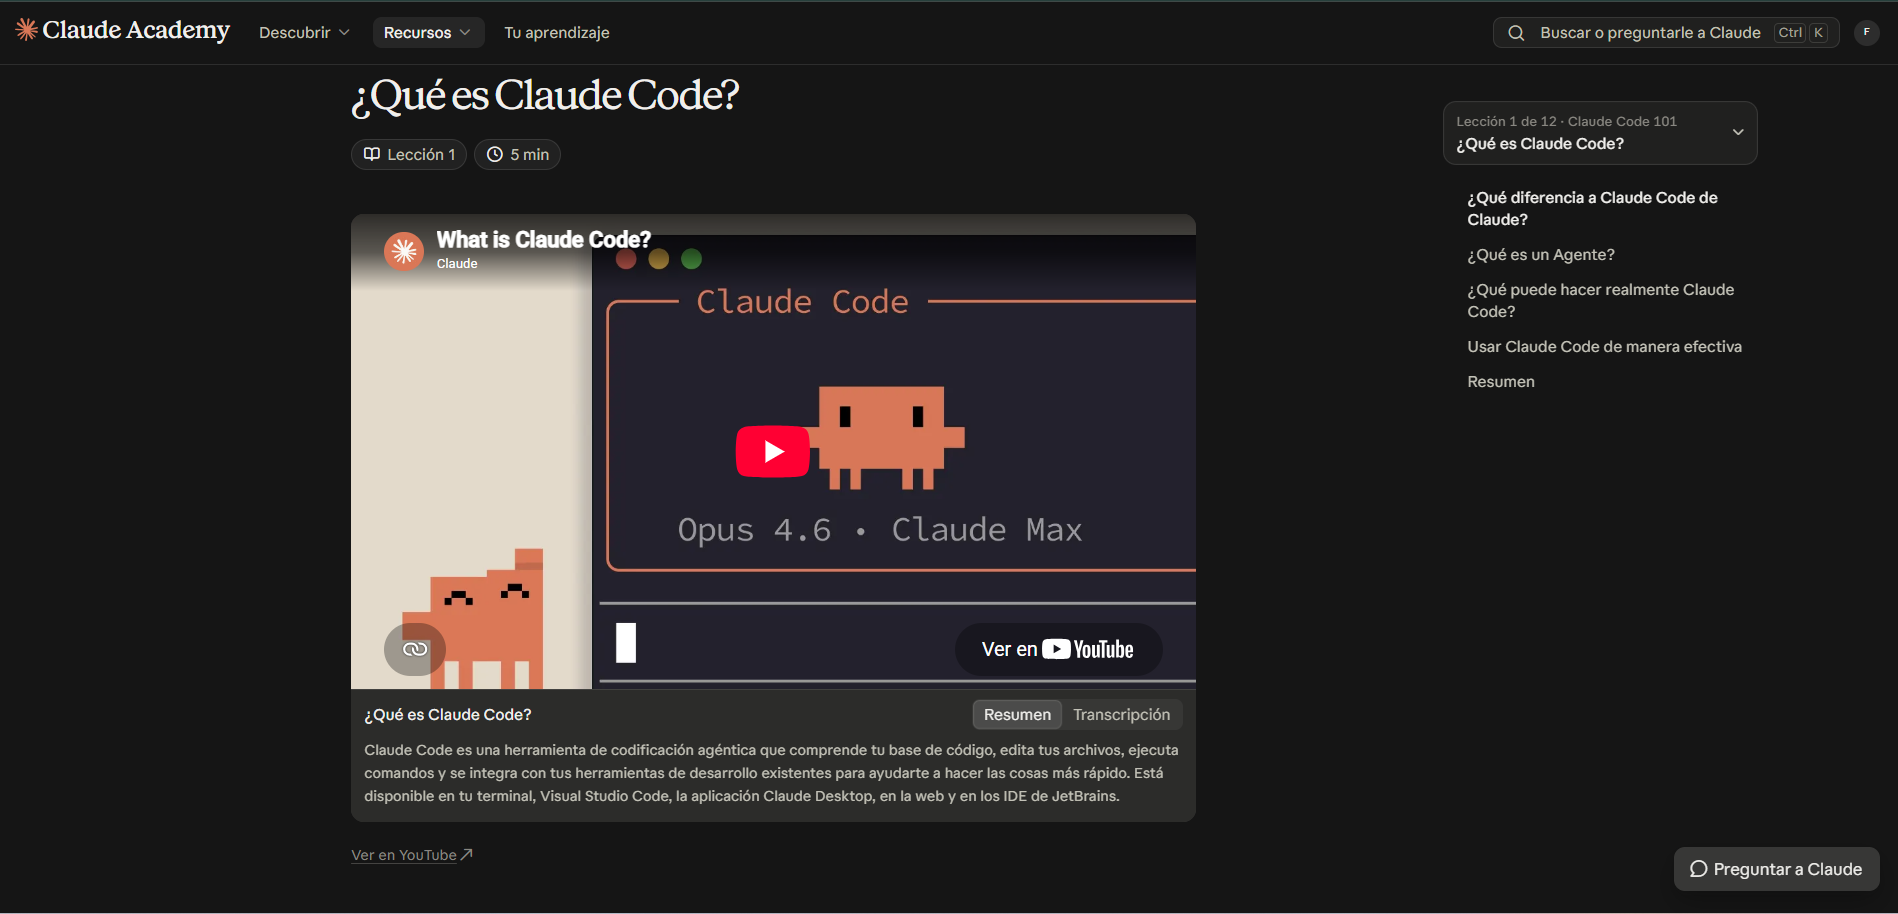 Claude Academy
Descubrir
Recursos
Tu aprendizaje
Buscar o preguntarle a Claude
Ctrl K
F
¿Qué es Claude Code?
Lección 1
5 min
Lección 1 de 12 · Claude Code 101
¿Qué es Claude Code?
¿Qué diferencia a Claude Code de
Claude?
¿Qué es un Agente?
¿Qué puede hacer realmente Claude
Code?
Usar Claude Code de manera efectiva
Resumen
What is Claude Code?
Claude
Claude Code
Opus 4.6 • Claude Max
Ver en YouTube
¿Qué es Claude Code?
Resumen
Transcripción
Claude Code es una herramienta de codificación agéntica que comprende tu base de código, edita tus archivos, ejecuta
comandos y se integra con tus herramientas de desarrollo existentes para ayudarte a hacer las cosas más rápido. Está
disponible en tu terminal, Visual Studio Code, la aplicación Claude Desktop, en la web y en los IDE de JetBrains.
Ver en YouTube
Preguntar a Claude